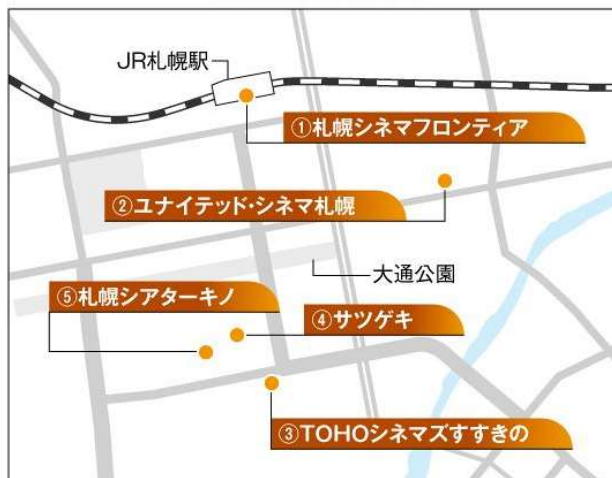 JR札幌駅
①札幌シネマフロンティア
②ユナイテッド・シネマ札幌
大通公園
⑤札幌シアターキノ
④サツゲキ
③TOHOシネマズすすきの